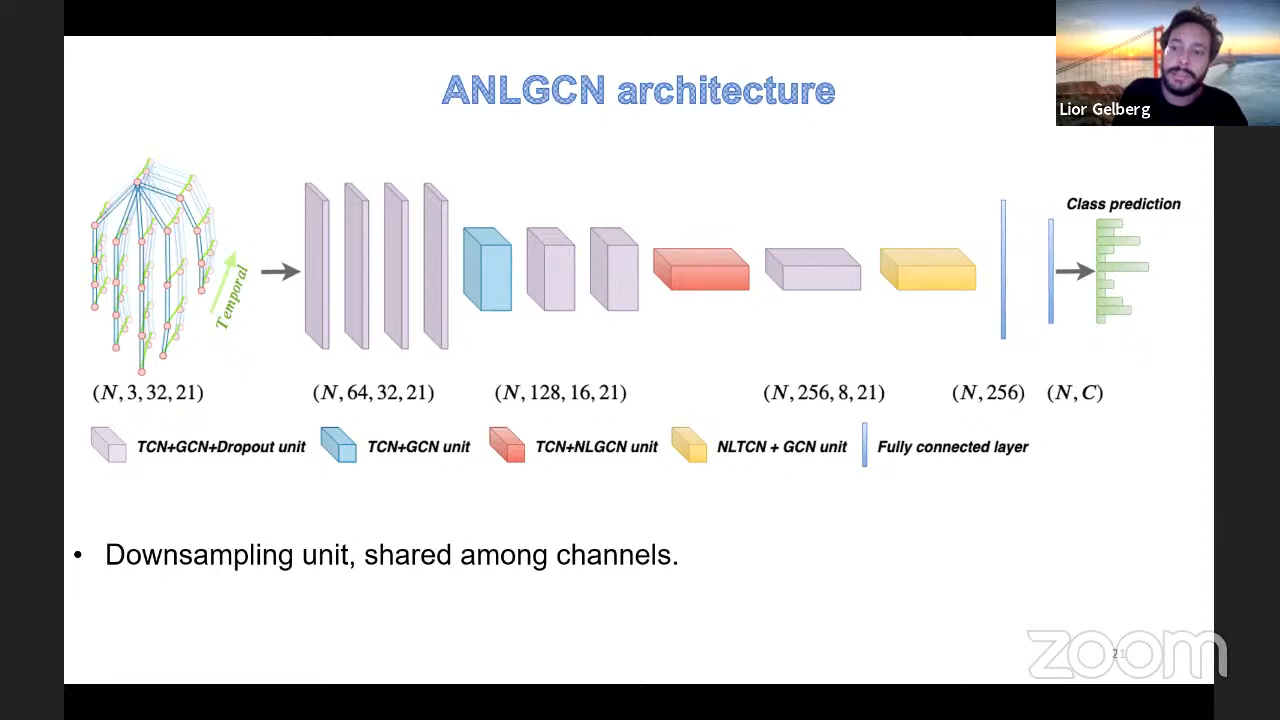 ANLGCN architecture
Lior Gelberg
Class prediction
Temporal
(N, 3, 32, 21) (N, 64, 32, 21) (N, 128, 16, 21) (N, 256, 8, 21) (N, 256) (N, C)
TCN+GCN+Dropout unit TCN+GCN unit TCN+NLGCN unit NLTCN + GCN unit Fully connected layer
• Downsampling unit, shared among channels.
21
zoom